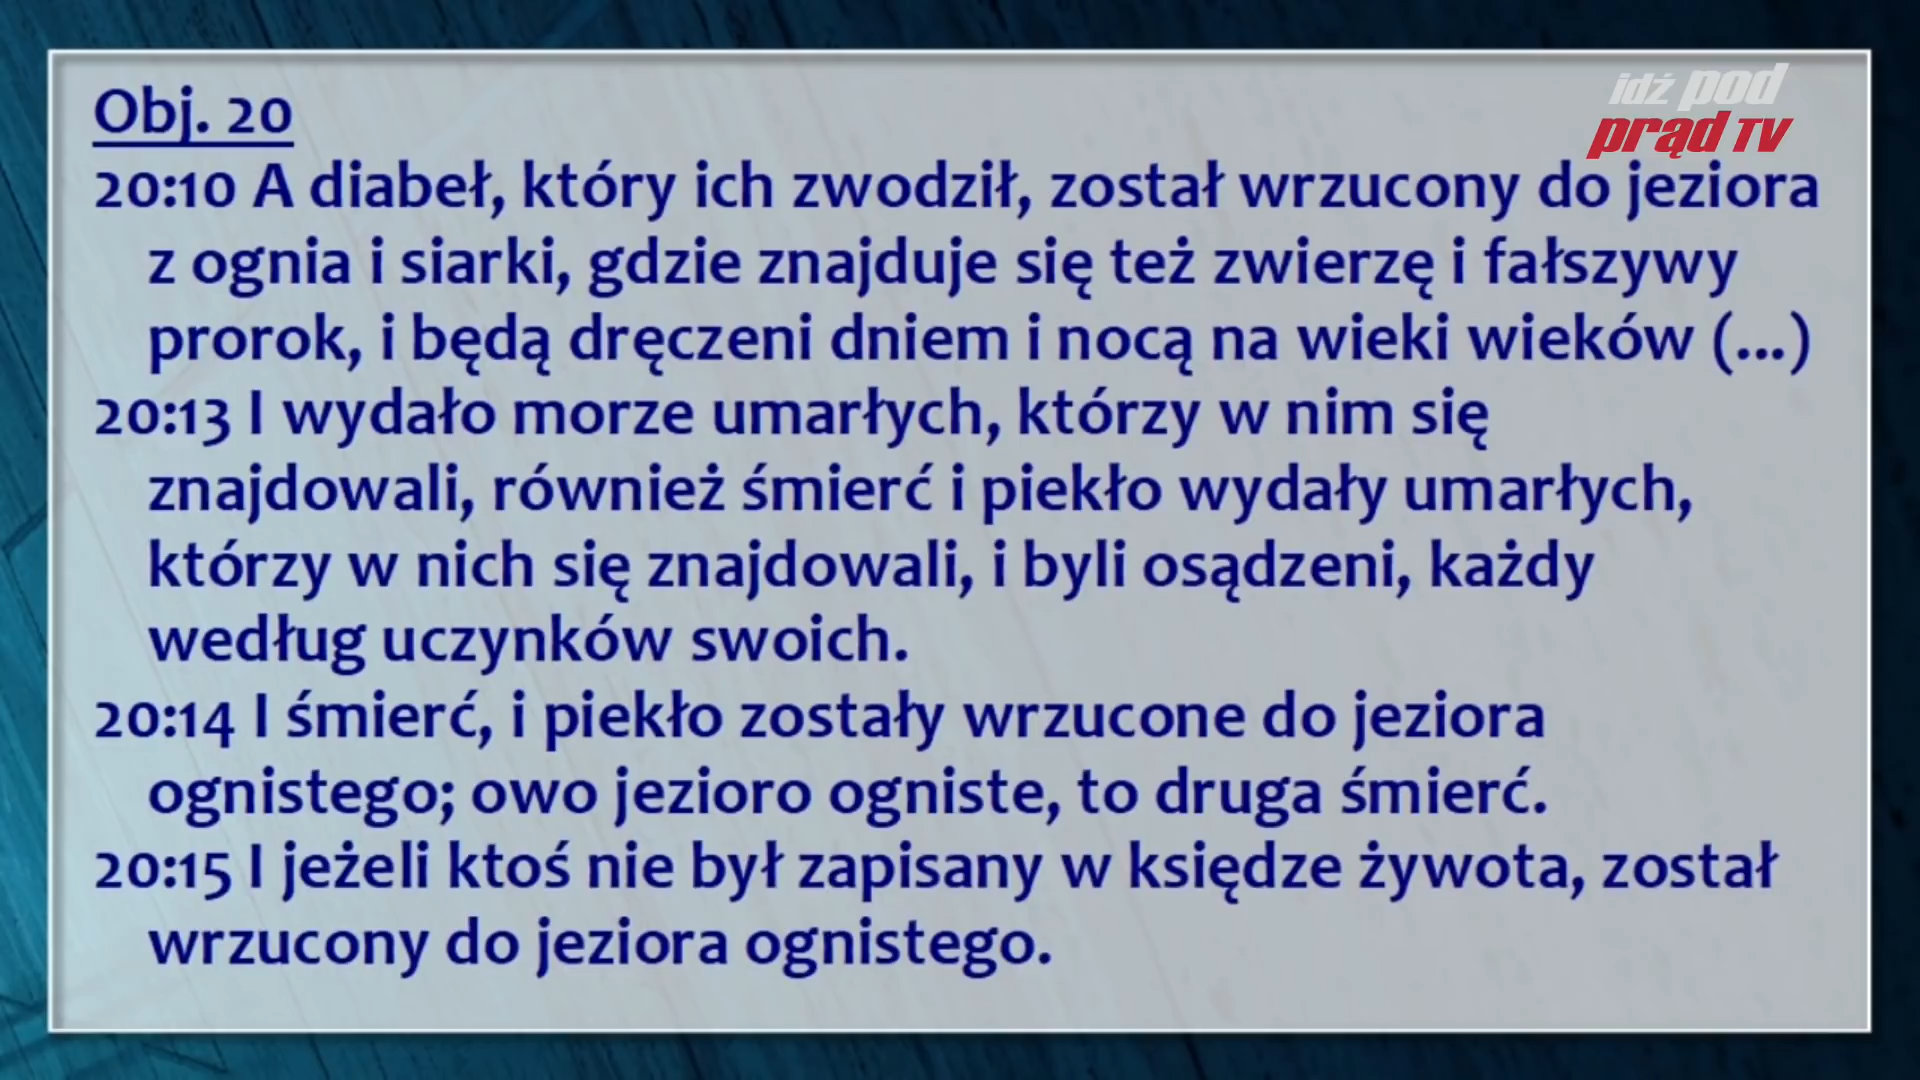 idź pod
prąd TV
Obj. 20
20:10 A diabeł, który ich zwodził, został wrzucony do jeziora
z ognia i siarki, gdzie znajduje się też zwierzę i fałszywy
prorok, i będą dręczeni dniem i nocą na wieki wieków (...)
20:13 I wydało morze umarłych, którzy w nim się
znajdowali, również śmierć i piekło wydały umarłych,
którzy w nich się znajdowali, i byli osądzeni, każdy
według uczynków swoich.
20:14 I śmierć, i piekło zostały wrzucone do jeziora
ognistego; owo jezioro ogniste, to druga śmierć.
20:15 I jeżeli ktoś nie był zapisany w księdze żywota, został
wrzucony do jeziora ognistego.